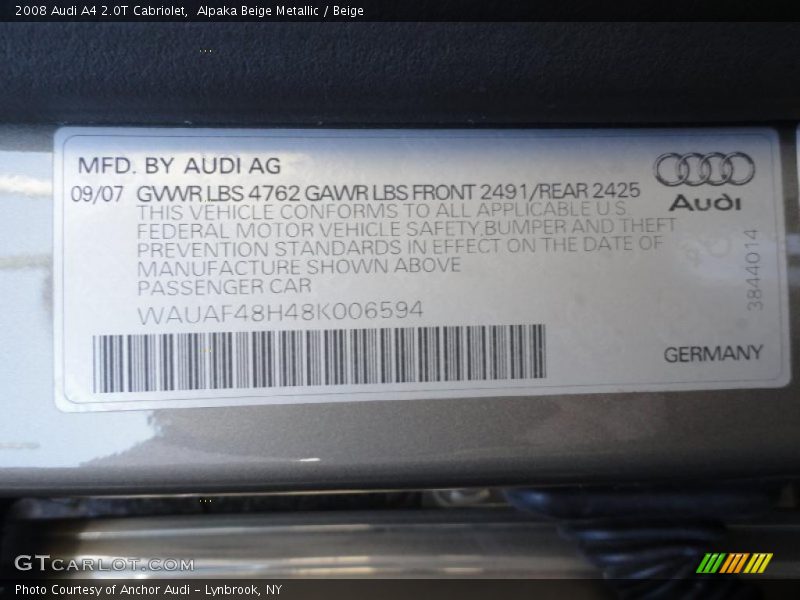 2008 Audi A4 2.0T Cabriolet,  Alpaka Beige Metallic / Beige
MFD. BY AUDI AG
09/07 GVWR LBS 4762 GAWR LBS FRONT 2491/REAR 2425
THIS VEHICLE CONFORMS TO ALL APPLICABLE U.S.
FEDERAL MOTOR VEHICLE SAFETY,BUMPER AND THEFT
PREVENTION STANDARDS IN EFFECT ON THE DATE OF
MANUFACTURE SHOWN ABOVE
PASSENGER CAR
WAUAF48H48K006594
Audi
3844014
GERMANY
GTCARLOT.COM
Photo Courtesy of Anchor Audi - Lynbrook, NY